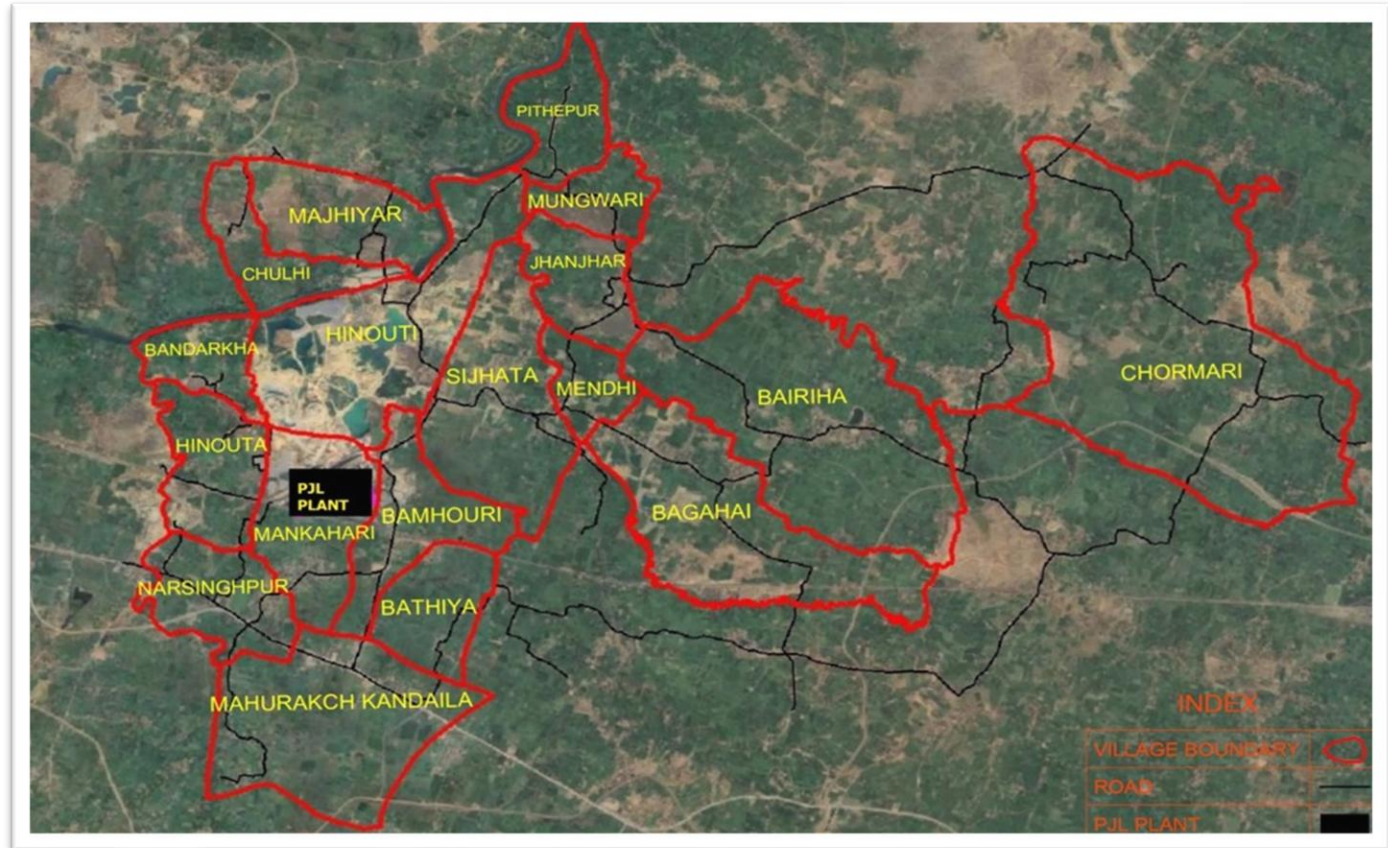 PITHEPUR
MUNGWARI
MAJHIYAR
JHANJHAR
CHULHI
HINOUTI
BANDARKHA
SIJHATA
MENDHI
BAIRIHA
CHORMARI
HINOUTA
PJL
PLANT
BAGAHAI
BAMHOURI
MANKAHARI
NARSINGHPUR
BATHIYA
MAHURAKCH KANDAILA
INDEX
VILLAGE BOUNDARY
ROAD
PJL PLANT